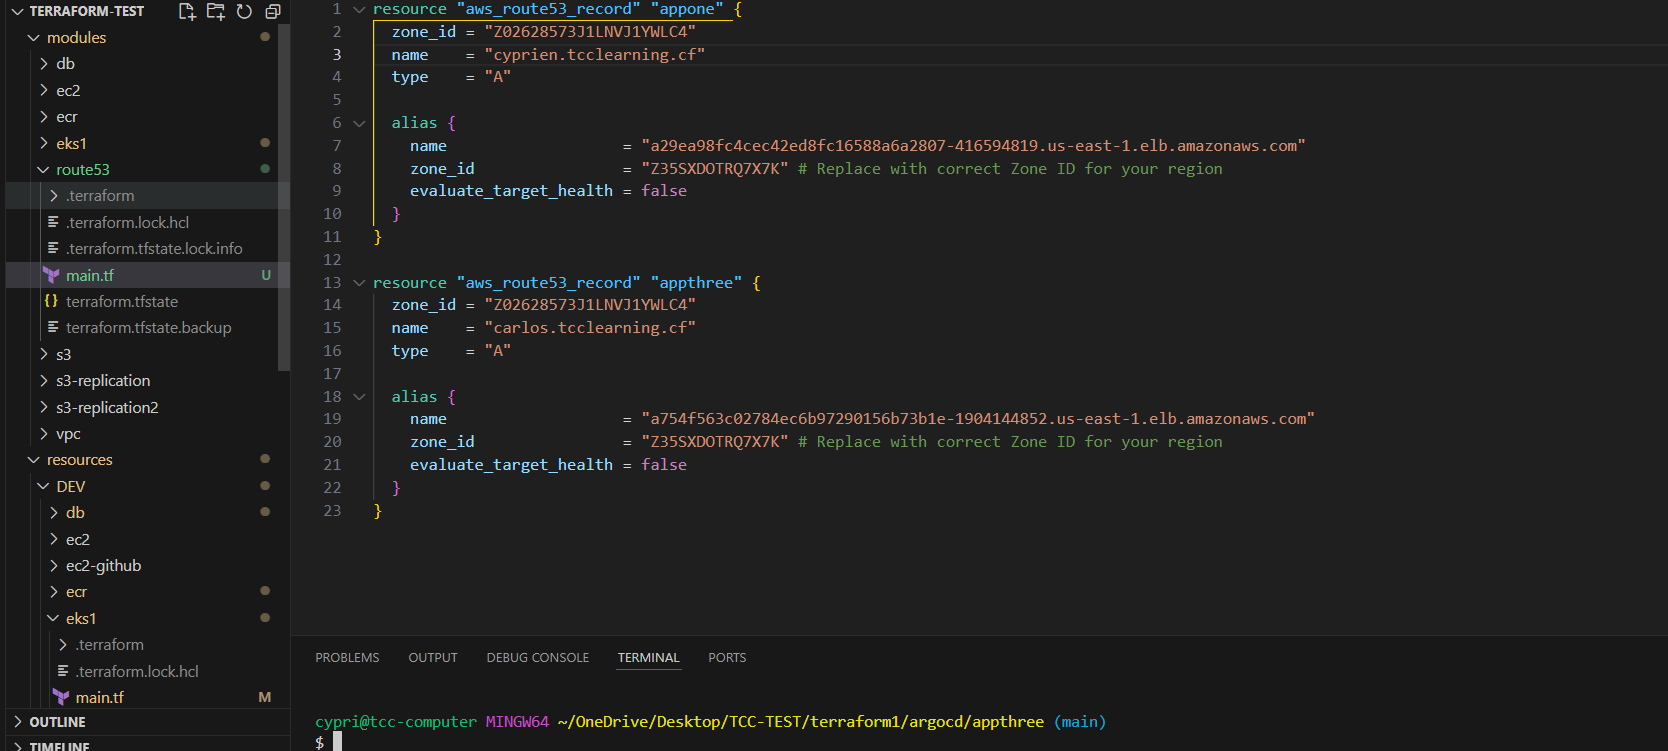 TERRAFORM-TEST
modules
db
ec2
ecr
eks1
route53
.terraform
.terraform.lock.hcl
.terraform.tfstate.lock.info
main.tf U
terraform.tfstate
terraform.tfstate.backup
s3
s3-replication
s3-replication2
vpc
resources
DEV
db
ec2
ec2-github
ecr
eks1
.terraform
.terraform.lock.hcl
main.tf M
OUTLINE
TIMELINE
1 resource "aws_route53_record" "appone" {
2 zone_id = "Z02628573J1LNVJ1YWLC4"
3 name = "cyprien.tcclearning.cf"
4 type = "A"
5
6 alias {
7 name = "a29ea98fc4cec42ed8fc16588a6a2807-416594819.us-east-1.elb.amazonaws.com"
8 zone_id = "Z35SXDOTRQ7X7K" # Replace with correct Zone ID for your region
9 evaluate_target_health = false
10 }
11 }
12
13 resource "aws_route53_record" "appthree" {
14 zone_id = "Z02628573J1LNVJ1YWLC4"
15 name = "carlos.tcclearning.cf"
16 type = "A"
17
18 alias {
19 name = "a754f563c02784ec6b97290156b73b1e-1904144852.us-east-1.elb.amazonaws.com"
20 zone_id = "Z35SXDOTRQ7X7K" # Replace with correct Zone ID for your region
21 evaluate_target_health = false
22 }
23 }
PROBLEMS OUTPUT DEBUG CONSOLE TERMINAL PORTS
cypri@tcc-computer MINGW64 ~/OneDrive/Desktop/TCC-TEST/terraform1/argocd/appthree (main)
$